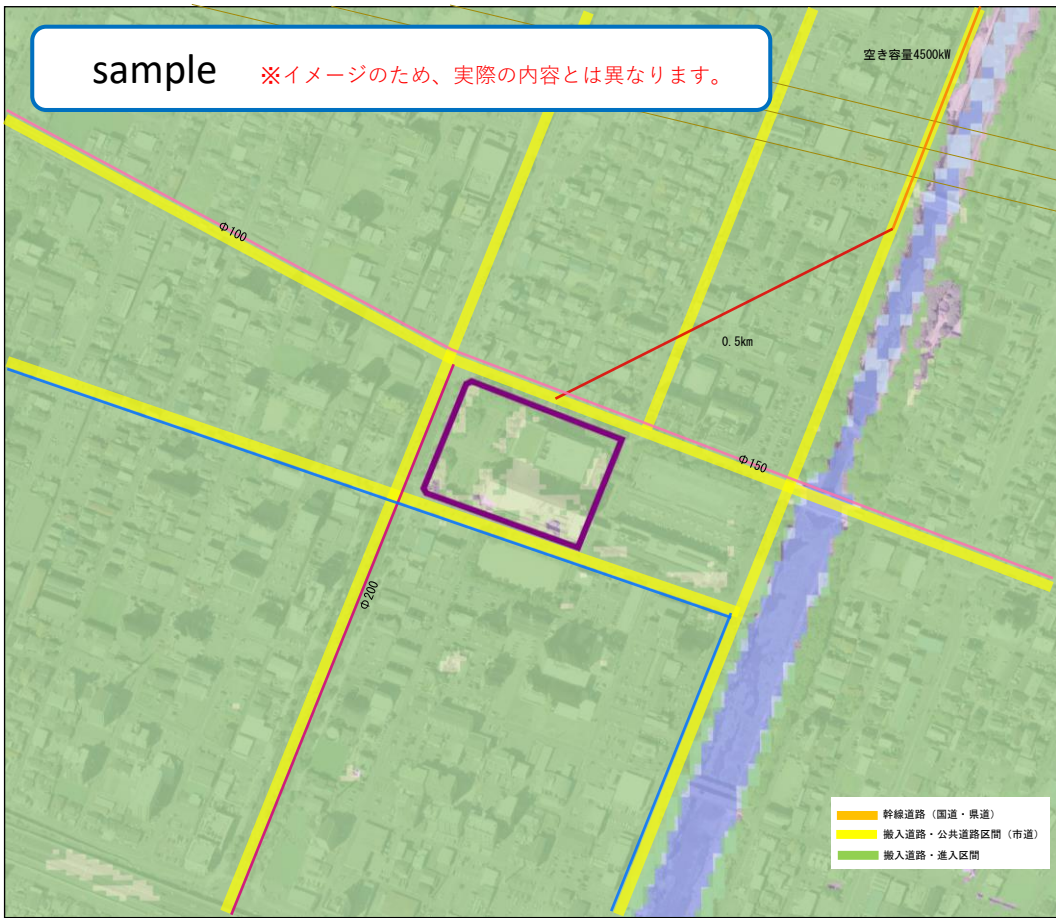 sample ※イメージのため、実際の内容とは異なります。
空き容量4500kW
Φ100
0.5km
Φ150
Φ200
幹線道路（国道・県道）
搬入道路・公共道路区間（市道）
搬入道路・進入区間